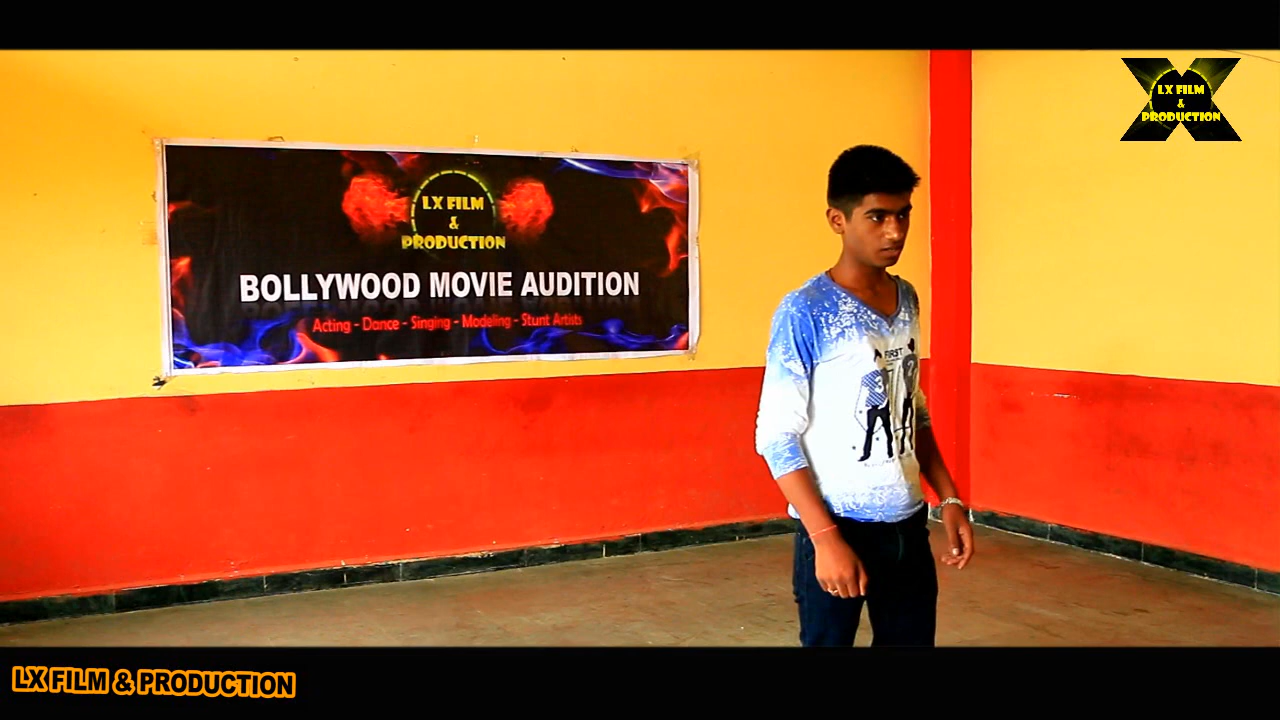 LX FILM
&
PRODUCTION
LX FILM
&
PRODUCTION
BOLLYWOOD MOVIE AUDITION
Acting - Dance - Singing - Modeling - Stunt Artists
FIRST
LX FILM & PRODUCTION